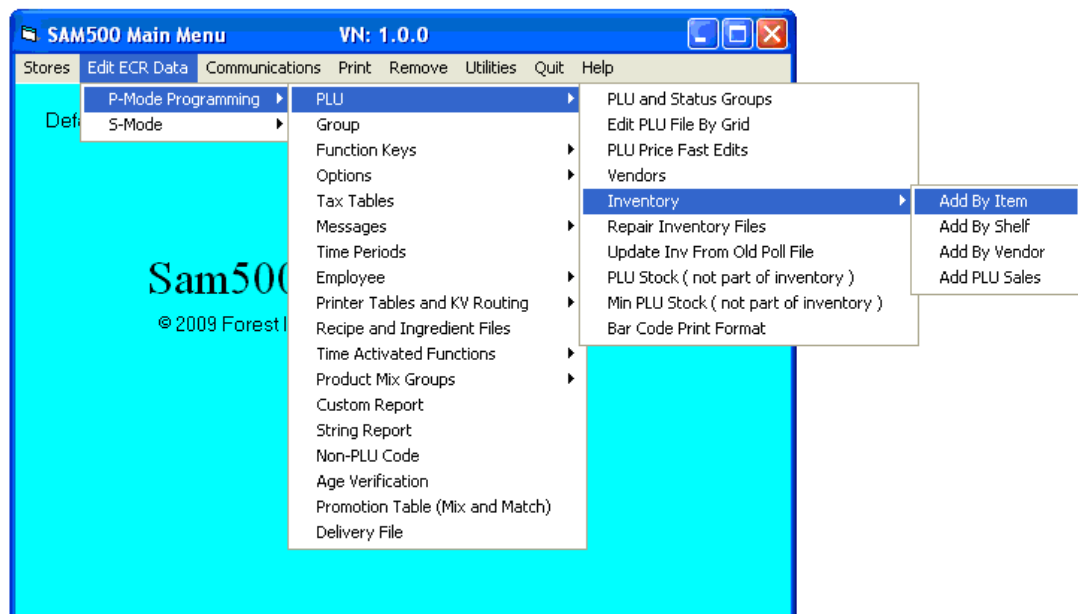 SAM500 Main Menu VN: 1.0.0
Stores Edit ECR Data Communications Print Remove Utilities Quit Help
P-Mode Programming
S-Mode
PLU
Group
Function Keys
Options
Tax Tables
Messages
Time Periods
Employee
Printer Tables and KV Routing
Recipe and Ingredient Files
Time Activated Functions
Product Mix Groups
Custom Report
String Report
Non-PLU Code
Age Verification
Promotion Table (Mix and Match)
Delivery File
PLU and Status Groups
Edit PLU File By Grid
PLU Price Fast Edits
Vendors
Inventory
Repair Inventory Files
Update Inv From Old Poll File
PLU Stock ( not part of inventory )
Min PLU Stock ( not part of inventory )
Bar Code Print Format
Add By Item
Add By Shelf
Add By Vendor
Add PLU Sales
Sam500
© 2009 Forest